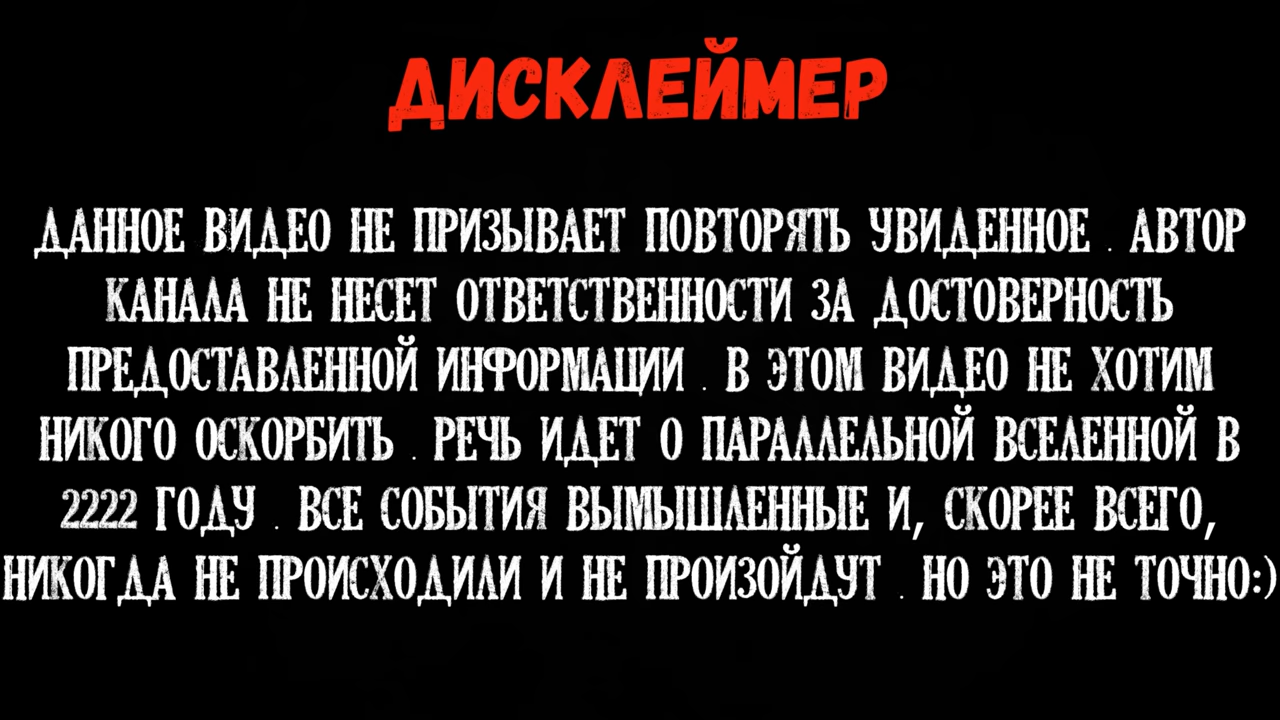 ДИСКЛЕЙМЕР
ДАННОЕ ВИДЕО НЕ ПРИЗЫВАЕТ ПОВТОРЯТЬ УВИДЕННОЕ . АВТОР
КАНАЛА НЕ НЕСЕТ ОТВЕТСТВЕННОСТИ ЗА ДОСТОВЕРНОСТЬ
ПРЕДОСТАВЛЕННОЙ ИНФОРМАЦИИ . В ЭТОМ ВИДЕО НЕ ХОТИМ
НИКОГО ОСКОРБИТЬ . РЕЧЬ ИДЕТ О ПАРАЛЛЕЛЬНОЙ ВСЕЛЕННОЙ В
2222 ГОДУ . ВСЕ СОБЫТИЯ ВЫМЫШЛЕННЫЕ И, СКОРЕЕ ВСЕГО,
НИКОГДА НЕ ПРОИСХОДИЛИ И НЕ ПРОИЗОЙДУТ . НО ЭТО НЕ ТОЧНО:)